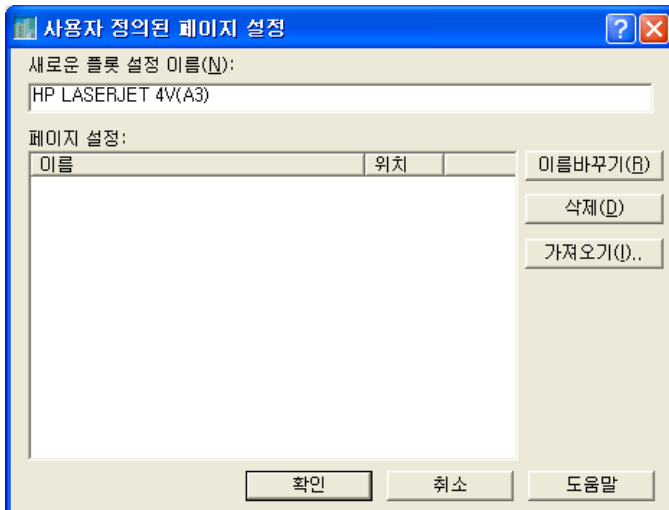 사용자 정의된 페이지 설정
새로운 플롯 설정 이름(N):
HP LASERJET 4V(A3)
페이지 설정:
이름 위치
이름바꾸기(R)
삭제(D)
가져오기(I)..
확인 취소 도움말